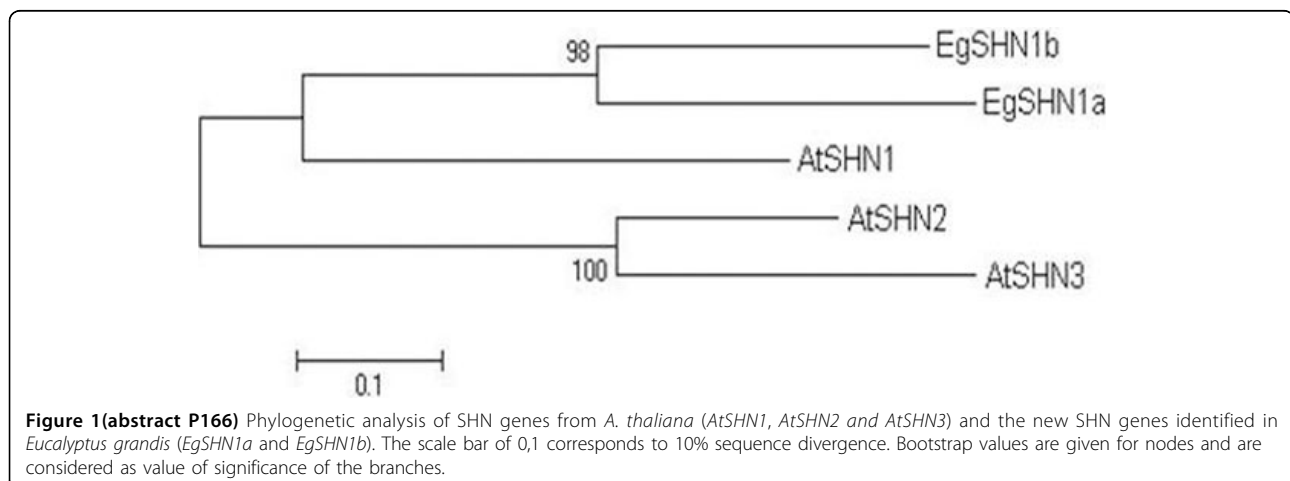 EgSHN1b
98
EgSHN1a
AtSHN1
AtSHN2
100
AtSHN3
0.1
Figure 1(abstract P166) Phylogenetic analysis of SHN genes from A. thaliana (AtSHN1, AtSHN2 and AtSHN3) and the new SHN genes identified in
Eucalyptus grandis (EgSHN1a and EgSHN1b). The scale bar of 0,1 corresponds to 10% sequence divergence. Bootstrap values are given for nodes and are
considered as value of significance of the branches.